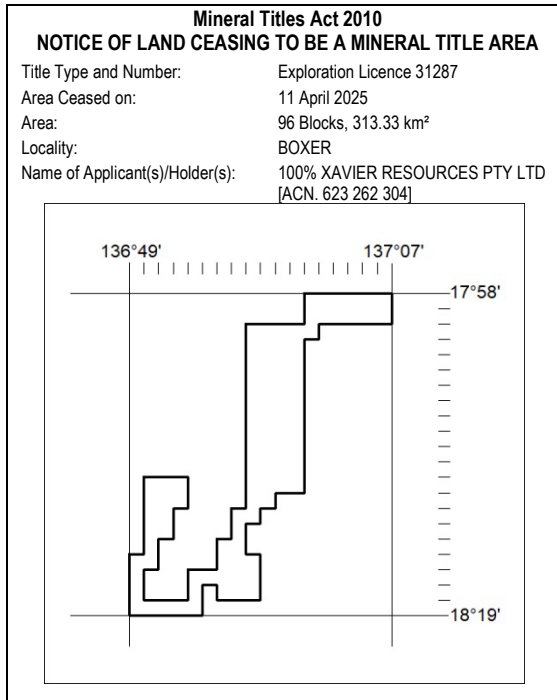 Mineral Titles Act 2010
NOTICE OF LAND CEASING TO BE A MINERAL TITLE AREA
Title Type and Number: Exploration Licence 31287
Area Ceased on: 11 April 2025
Area: 96 Blocks, 313.33 km²
Locality: BOXER
Name of Applicant(s)/Holder(s): 100% XAVIER RESOURCES PTY LTD
[ACN. 623 262 304]
136°49' 137°07'
17°58'
18°19'